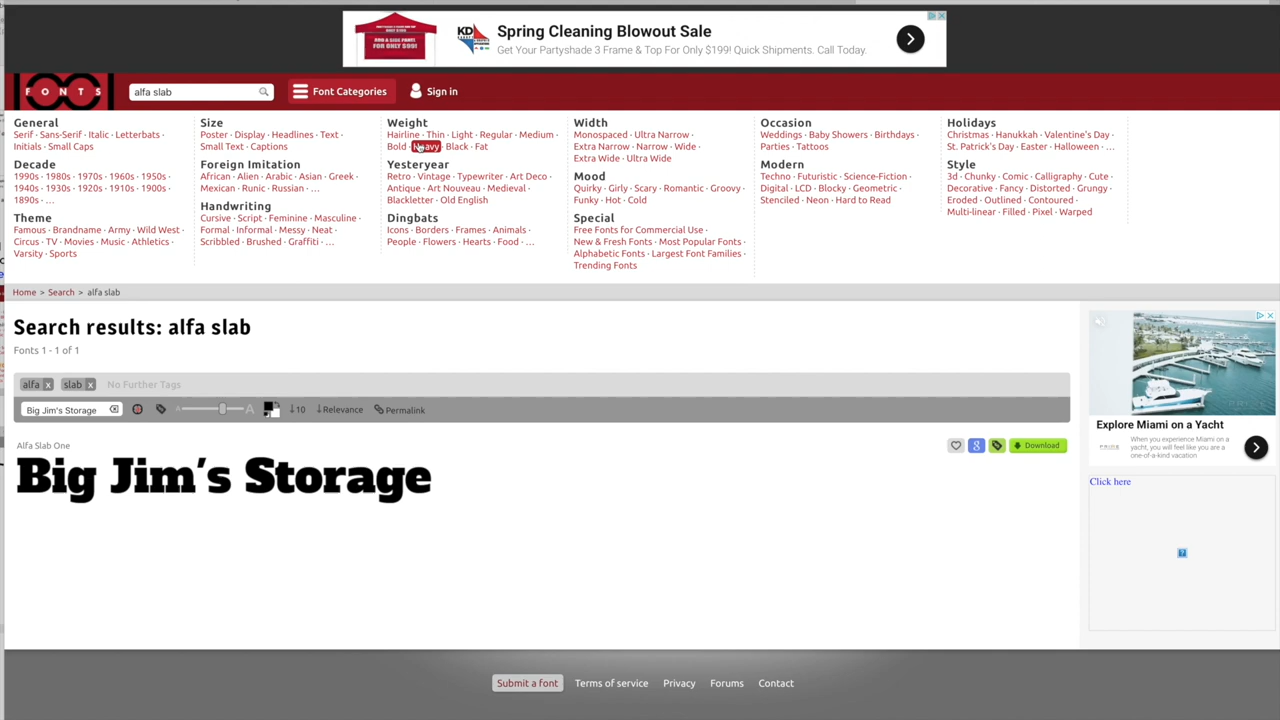 Spring Cleaning Blowout Sale
KD
Get Your Partyshade 3 Frame & Top For Only $199! Quick Shipments. Call Today.
FOR ONLY $99!
FONTS
alfa slab
Font Categories
Sign in
General
Serif · Sans-Serif · Italic · Letterbats ·
Initials · Small Caps
Decade
1990s · 1980s · 1970s · 1960s · 1950s ·
1940s · 1930s · 1920s · 1910s · 1900s ·
1890s · ...
Theme
Famous · Brandname · Army · Wild West ·
Circus · TV · Movies · Music · Athletics ·
Varsity · Sports
Size
Poster · Display · Headlines · Text ·
Small Text · Captions
Foreign Imitation
African · Alien · Arabic · Asian · Greek ·
Mexican · Runic · Russian · ...
Handwriting
Cursive · Script · Feminine · Masculine ·
Formal · Informal · Messy · Neat ·
Scribbled · Brushed · Graffiti · ...
Weight
Hairline · Thin · Light · Regular · Medium ·
Bold · Heavy · Black · Fat
Yesteryear
Retro · Vintage · Typewriter · Art Deco ·
Antique · Art Nouveau · Medieval ·
Blackletter · Old English
Dingbats
Icons · Borders · Frames · Animals ·
People · Flowers · Hearts · Food · ...
Width
Monospaced · Ultra Narrow ·
Extra Narrow · Narrow · Wide ·
Extra Wide · Ultra Wide
Mood
Quirky · Girly · Scary · Romantic · Groovy ·
Funky · Hot · Cold
Special
Free Fonts for Commercial Use ·
New & Fresh Fonts · Most Popular Fonts ·
Alphabetic Fonts · Largest Font Families ·
Trending Fonts
Occasion
Weddings · Baby Showers · Birthdays ·
Parties · Tattoos
Modern
Techno · Futuristic · Science-Fiction ·
Digital · LCD · Blocky · Geometric ·
Stenciled · Neon · Hard to Read
Holidays
Christmas · Hanukkah · Valentine's Day ·
St. Patrick's Day · Easter · Halloween · ...
Style
3d · Chunky · Comic · Calligraphy · Cute ·
Decorative · Fancy · Distorted · Grungy ·
Eroded · Outlined · Contoured ·
Multi-linear · Filled · Pixel · Warped
Home > Search > alfa slab
Search results: alfa slab
Fonts 1 - 1 of 1
alfa x slab x No Further Tags
Big Jim's Storage A A ↓10 ↓Relevance Permalink
Alfa Slab One
8 Download
Big Jim's Storage
Explore Miami on a Yacht
PRIME
When you experience Miami on a
yacht, you will feel like you are a
one-of-a-kind vacation
Click here
?
Submit a font Terms of service Privacy Forums Contact